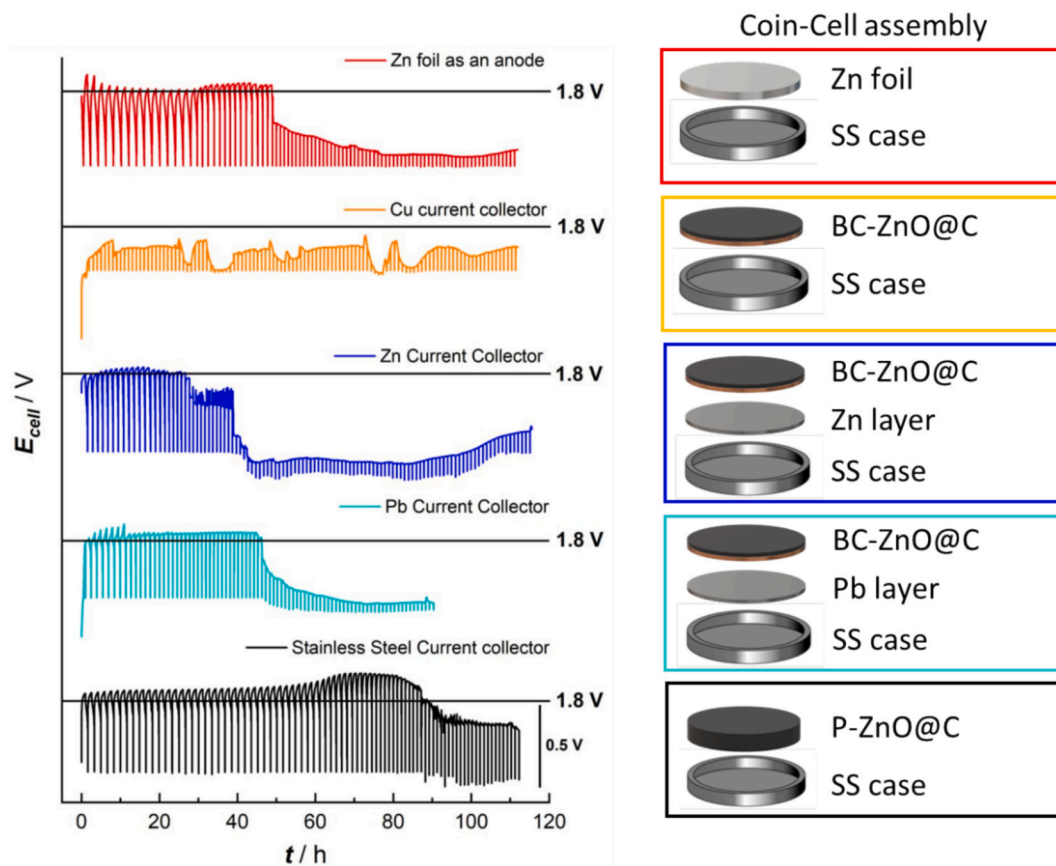 Coin-Cell assembly
Zn foil as an anode
1.8 V
Cu current collector
1.8 V
Zn Current Collector
1.8 V
Pb Current Collector
1.8 V
Stainless Steel Current collector
1.8 V
0.5 V
E_cell / V
0 20 40 60 80 100 120
t / h
Zn foil
SS case
BC-ZnO@C
SS case
BC-ZnO@C
Zn layer
SS case
BC-ZnO@C
Pb layer
SS case
P-ZnO@C
SS case